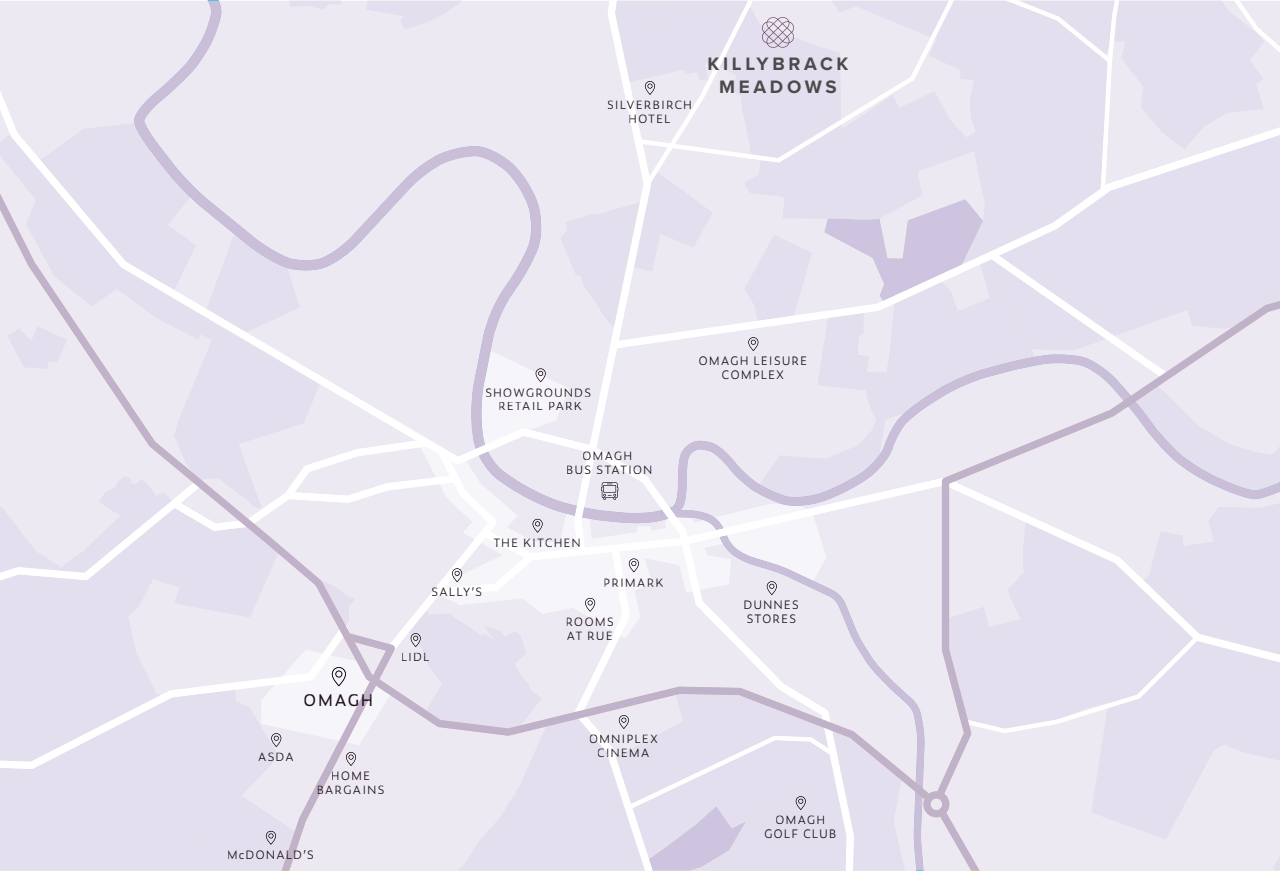 KILLYBRACK
MEADOWS
SILVERBIRCH
HOTEL
OMAGH LEISURE
COMPLEX
SHOWGROUNDS
RETAIL PARK
OMAGH
BUS STATION
THE KITCHEN
PRIMARK
SALLY'S
DUNNES
STORES
ROOMS
AT RUE
LIDL
OMAGH
OMNIPLEX
CINEMA
ASDA
HOME
BARGAINS
OMAGH
GOLF CLUB
McDONALD'S